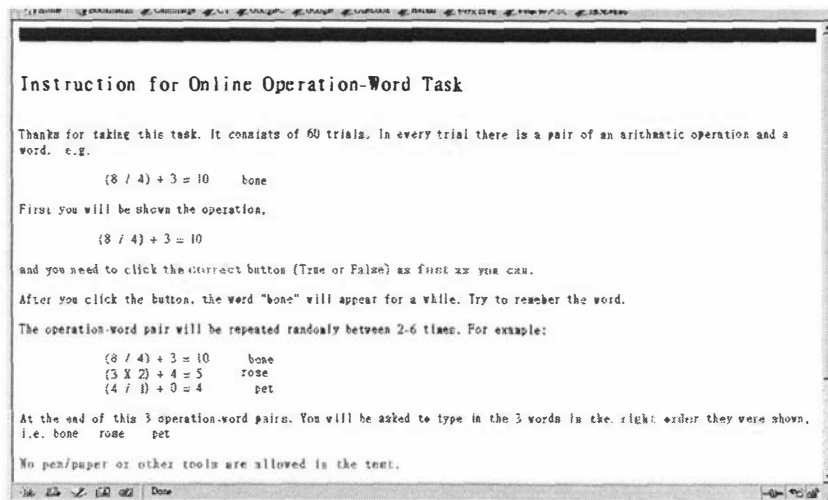 Instruction for Online Operation-Word Task
Thanks for taking this task. It consists of 60 trials. In every trial there is a pair of an arithmatic operation and a
word. e.g.
(8 / 4) + 3 = 10 bone
First you will be shown the operation,
(8 / 4) + 3 = 10
and you need to click the correct button (True or False) as fast as you can.
After you click the button, the word "bone" will appear for a while. Try to remeber the word.
The operation-word pair will be repeated randomly between 2-6 times. For example:
(8 / 4) + 3 = 10 bone
(3 X 2) + 4 = 5 rose
(4 / 1) + 0 = 4 pet
At the end of this 3 operation-word pairs. You will be asked to type in the 3 words in the right order they were shown,
i.e. bone rose pet
No pen/paper or other tools are allowed in the test.
Done